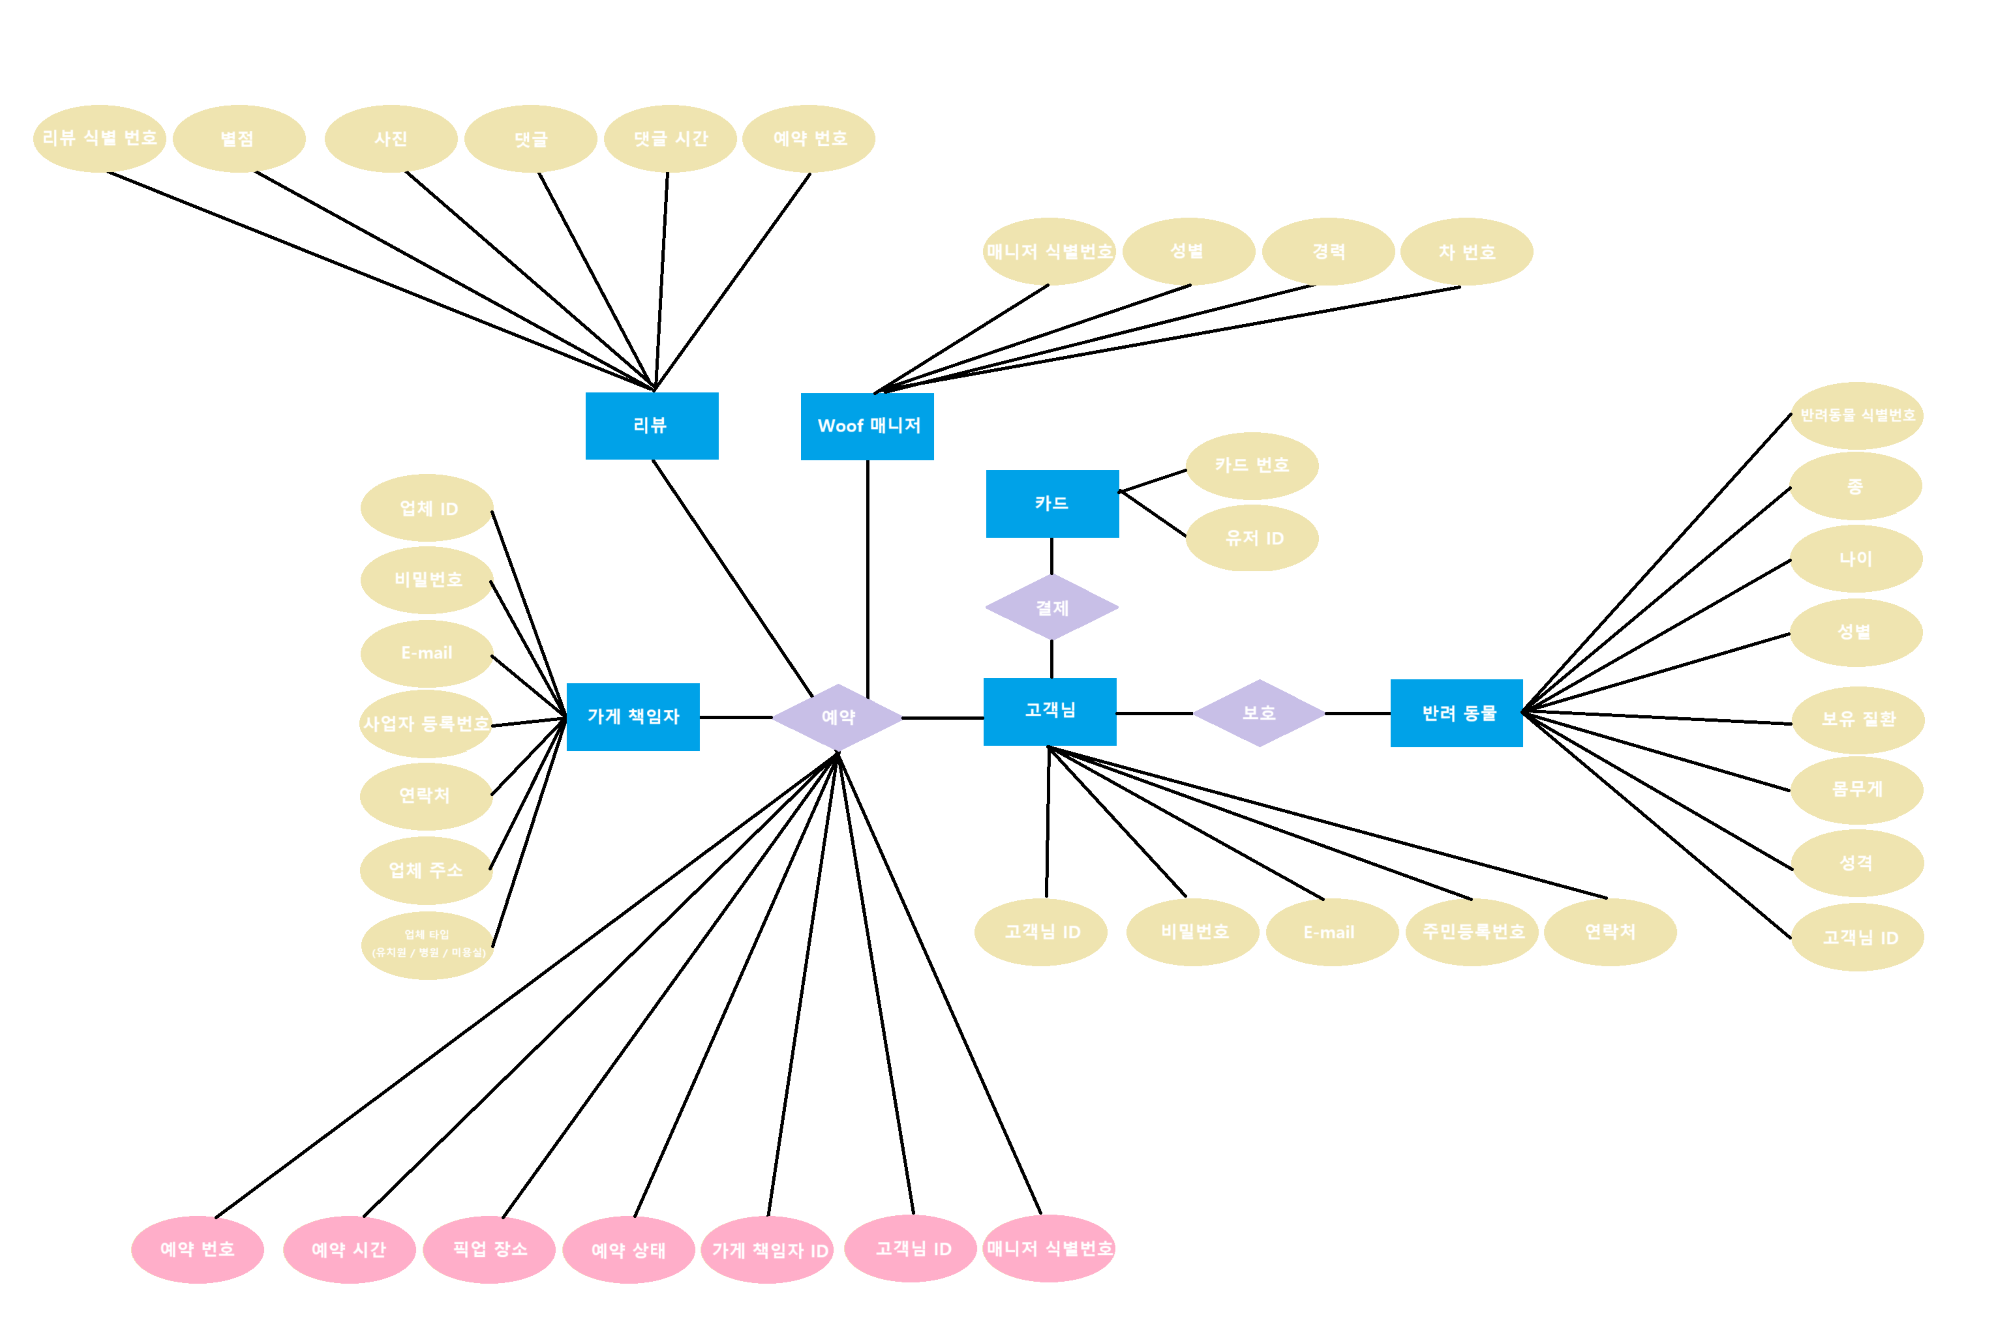 리뷰 식별 번호
별점
사진
댓글
댓글 시간
예약 번호
매니저 식별번호
성별
경력
차 번호
리뷰
Woof 매니저
카드
카드 번호
유저 ID
결제
업체 ID
비밀번호
E-mail
사업자 등록번호
연락처
업체 주소
업체 타입
(유치원 / 병원 / 미용실)
가게 책임자
예약
고객님
보호
반려 동물
반려동물 식별번호
종
나이
성별
보유 질환
몸무게
성격
고객님 ID
고객님 ID
비밀번호
E-mail
주민등록번호
연락처
예약 번호
예약 시간
픽업 장소
예약 상태
가게 책임자 ID
고객님 ID
매니저 식별번호